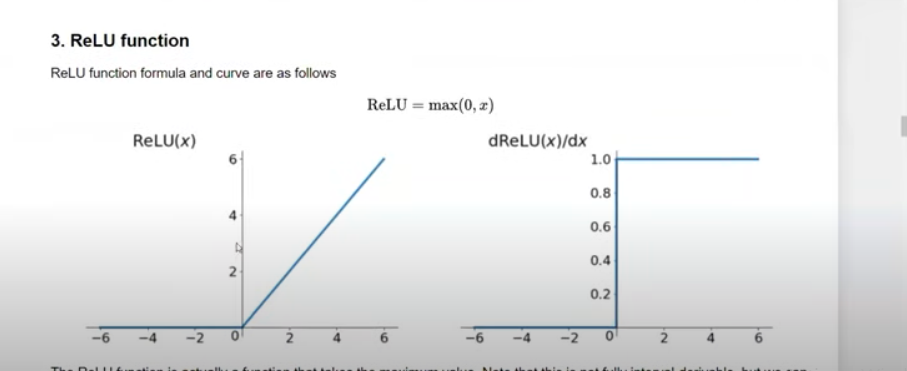 3. ReLU function
ReLU function formula and curve are as follows
ReLU = max(0, x)
ReLU(x)
6
4
2
-6 -4 -2 0 2 4 6
dReLU(x)/dx
1.0
0.8
0.6
0.4
0.2
-6 -4 -2 0 2 4 6